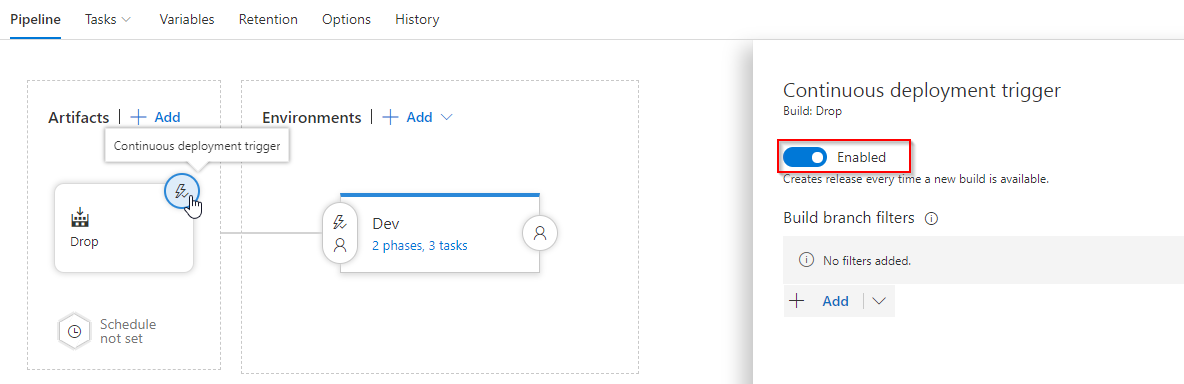 Pipeline Tasks Variables Retention Options History
Artifacts | + Add
Environments | + Add
Continuous deployment trigger
Drop
Dev
2 phases, 3 tasks
Schedule
not set
Continuous deployment trigger
Build: Drop
Enabled
Creates release every time a new build is available.
Build branch filters
No filters added.
+ Add